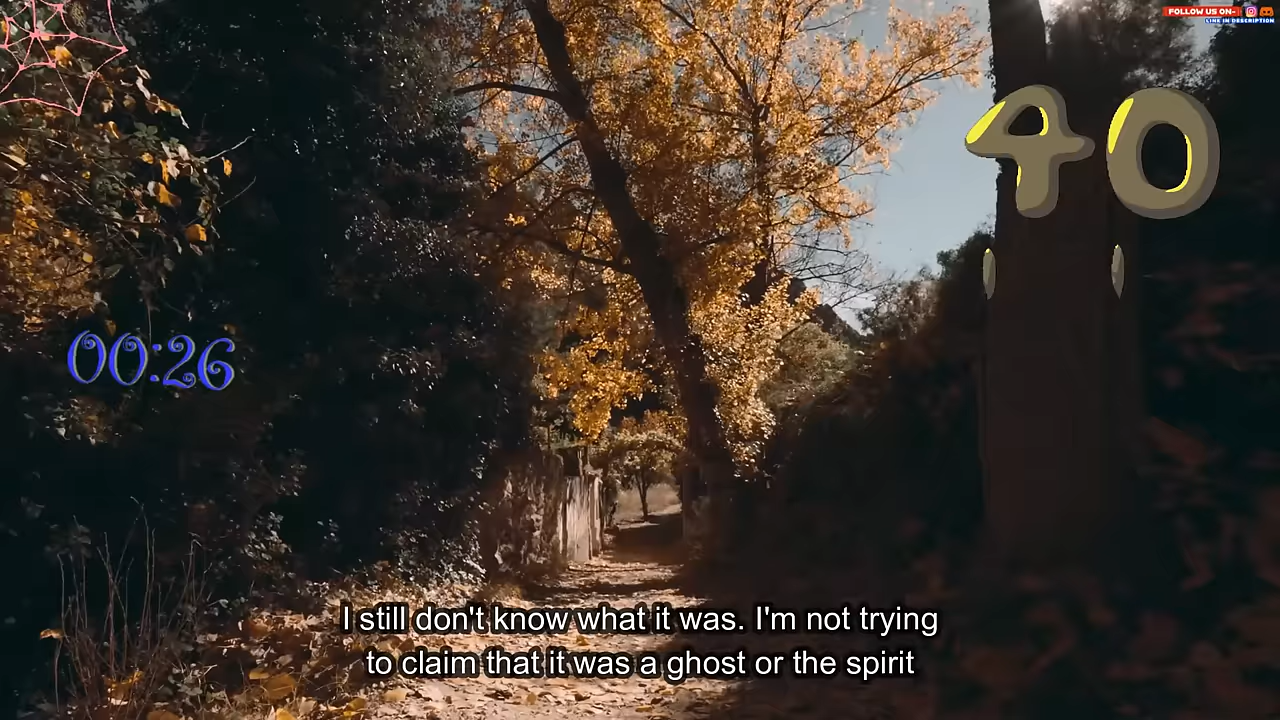 FOLLOW US ON-
LINK IN DESCRIPTION
40
00:26
I still don't know what it was. I'm not trying
to claim that it was a ghost or the spirit